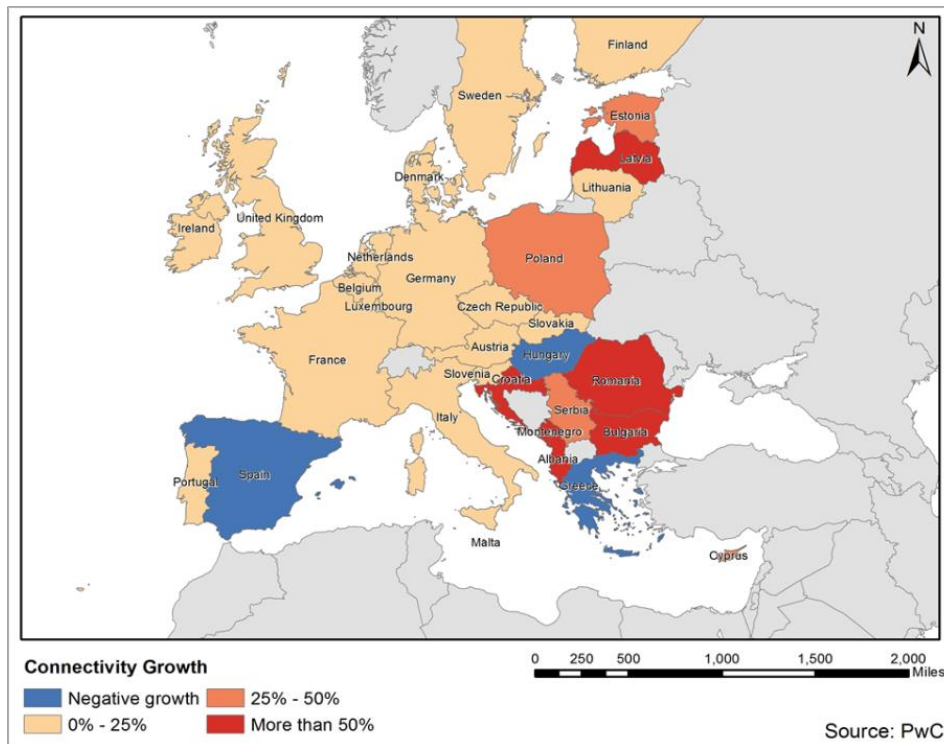 N
Finland
Sweden
Estonia
Latvia
Denmark
Lithuania
Ireland
United Kingdom
Netherlands
Poland
Germany
Belgium
Luxembourg
Czech Republic
Slovakia
Austria
Hungary
France
Slovenia
Croatia
Romania
Italy
Serbia
Montenegro
Bulgaria
Albania
Spain
Portugal
Greece
Malta
Cyprus
Connectivity Growth
Negative growth
25% - 50%
0% - 25%
More than 50%
0 250 500 1,000 1,500 2,000
Miles
Source: PwC